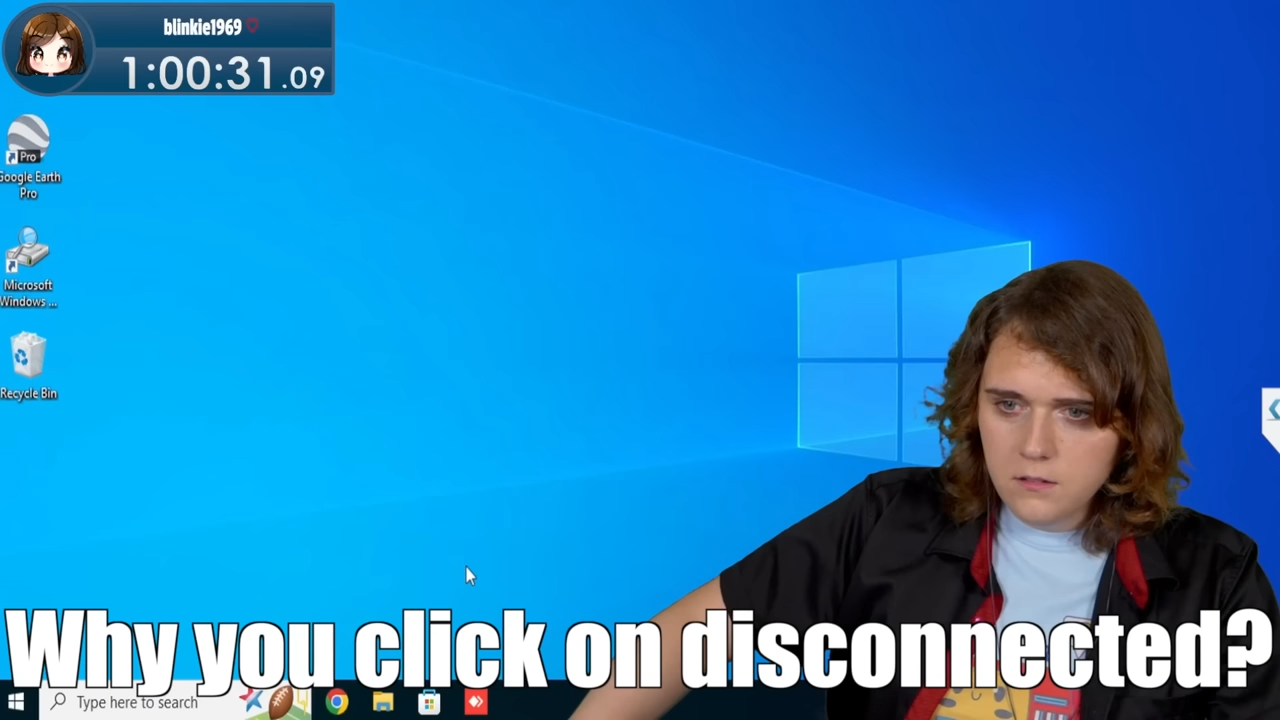 blinkie1969
1:00:31.09
Pro
Google Earth
Pro
Microsoft
Windows ...
Recycle Bin
Why you click on disconnected?
Type here to search